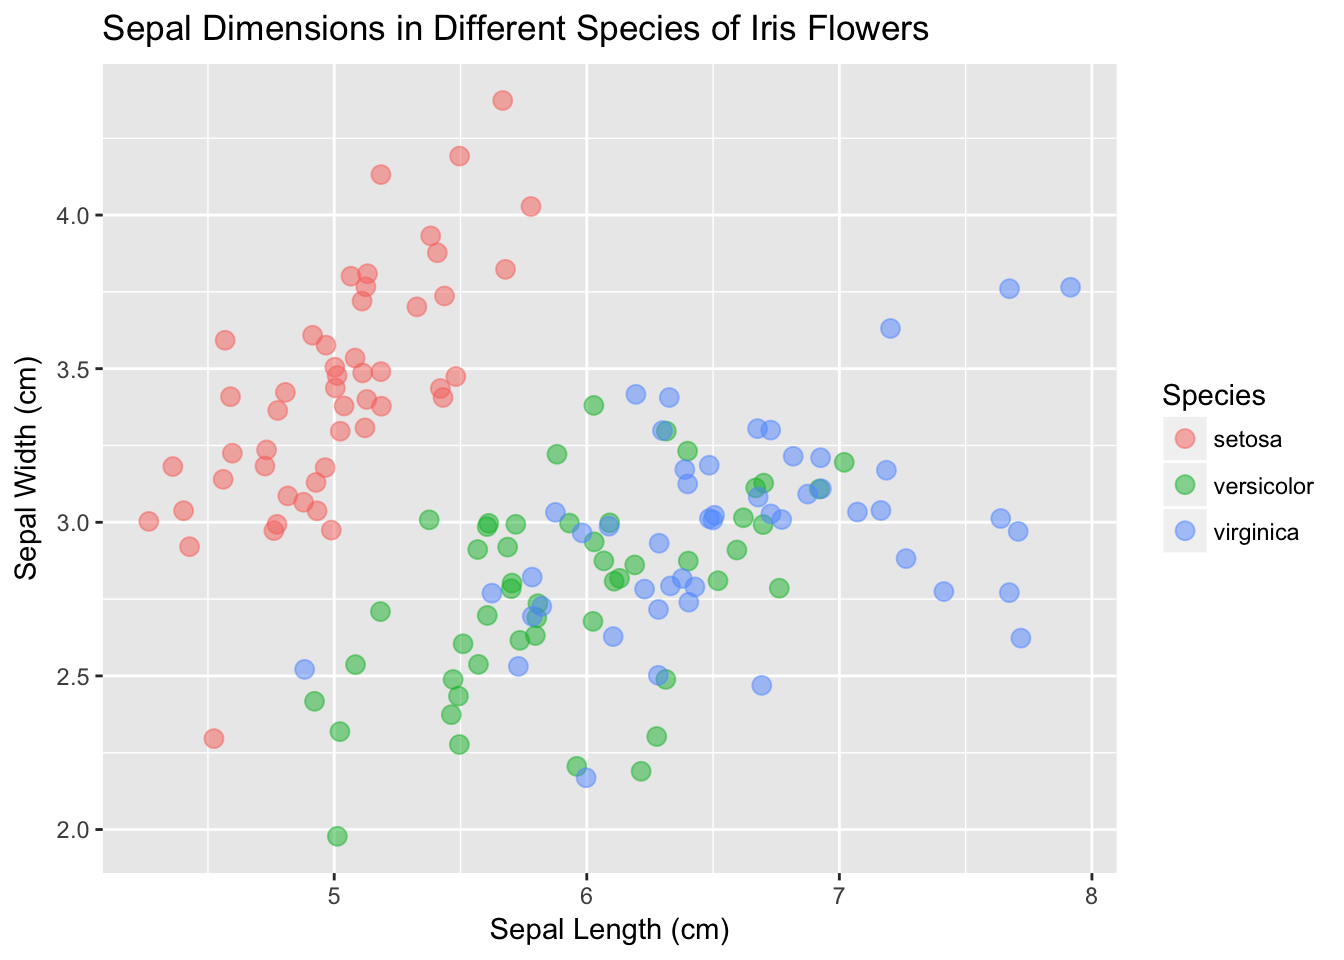 Sepal Dimensions in Different Species of Iris Flowers
Sepal Width (cm)
4.0
3.5
3.0
2.5
2.0
5 6 7 8
Sepal Length (cm)
Species
setosa
versicolor
virginica